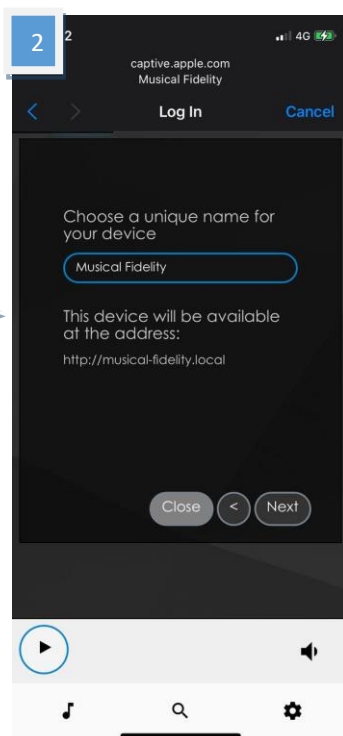 2
2
4G
captive.apple.com
Musical Fidelity
< > Log In Cancel
Choose a unique name for
your device
Musical Fidelity
This device will be available
at the address:
http://musical-fidelity.local
Close < Next